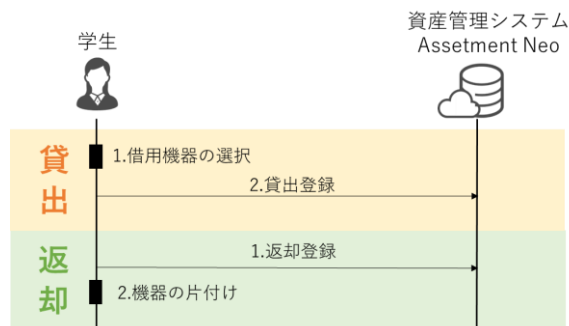 学生
資産管理システム
Assetment Neo
貸出
1.借用機器の選択
2.貸出登録
返却
1.返却登録
2.機器の片付け